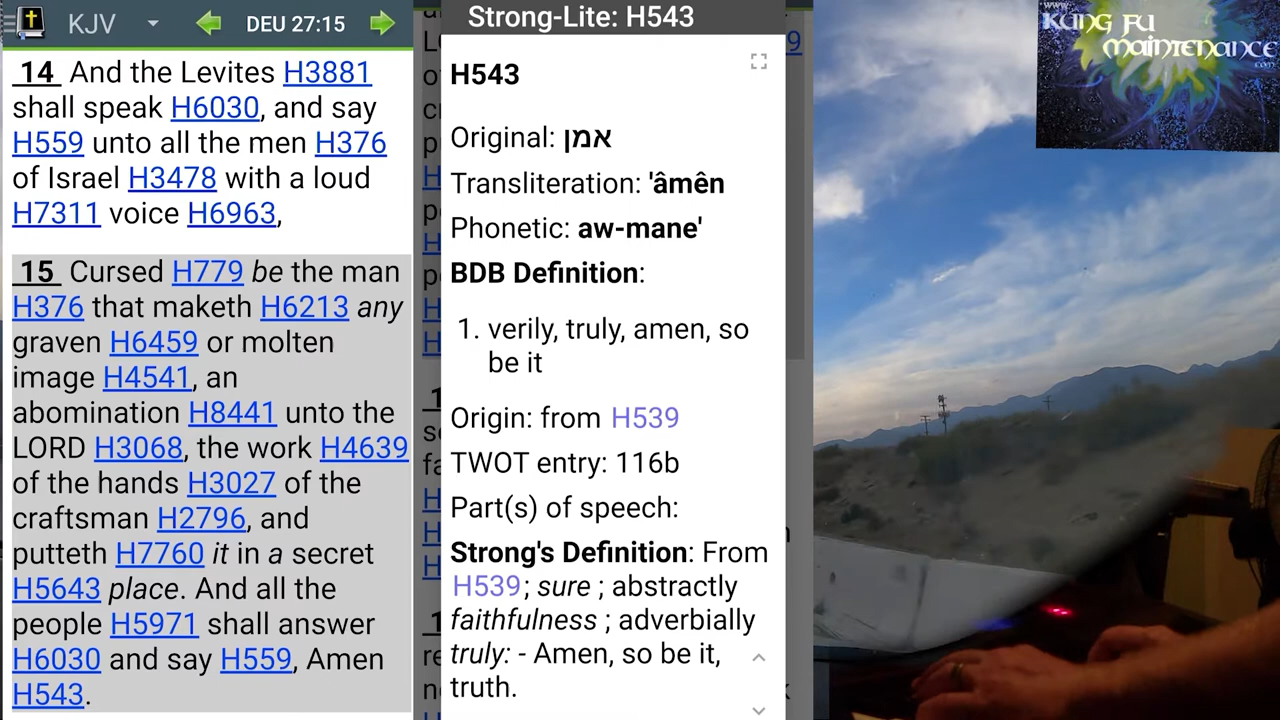 KJV
DEU 27:15
14 And the Levites H3881
shall speak H6030, and say
H559 unto all the men H376
of Israel H3478 with a loud
H7311 voice H6963,
15 Cursed H779 be the man
H376 that maketh H6213 any
graven H6459 or molten
image H4541, an
abomination H8441 unto the
LORD H3068, the work H4639
of the hands H3027 of the
craftsman H2796, and
putteth H7760 it in a secret
H5643 place. And all the
people H5971 shall answer
H6030 and say H559, Amen
H543.
Strong-Lite: H543
H543
Original: אמן
Transliteration: 'âmên
Phonetic: aw-mane'
BDB Definition:
1. verily, truly, amen, so
be it
Origin: from H539
TWOT entry: 116b
Part(s) of speech:
Strong's Definition: From
H539; sure ; abstractly
faithfulness ; adverbially
truly: - Amen, so be it,
truth.
www.
KUNG FU
MAINTENANCE
.com